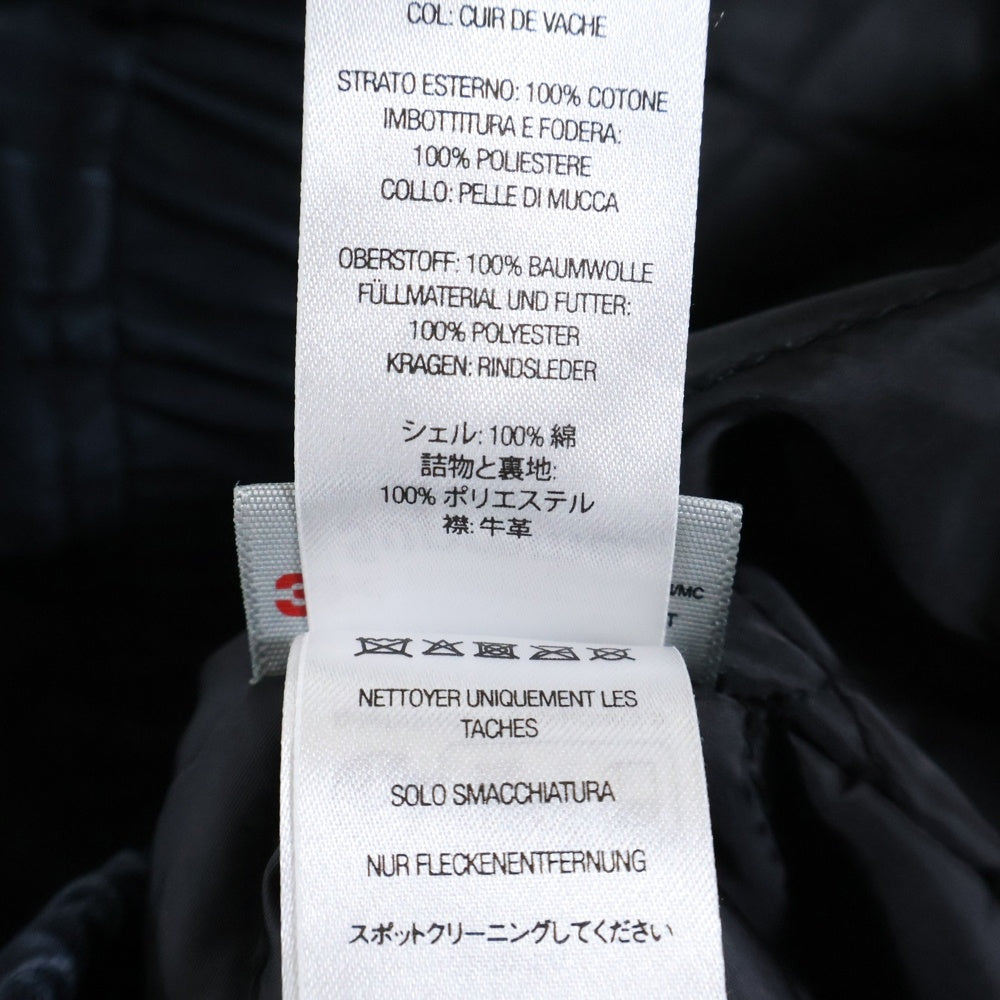 COL: CUIR DE VACHE
STRATO ESTERNO: 100% COTONE
IMBOTTITURA E FODERA:
100% POLIESTERE
COLLO: PELLE DI MUCCA
OBERSTOFF: 100% BAUMWOLLE
FÜLLMATERIAL UND FUTTER:
100% POLYESTER
KRAGEN: RINDSLEDER
シェル: 100% 綿
詰物と裏地:
100% ポリエステル
襟: 牛革
3
/MC
T
NETTOYER UNIQUEMENT LES
TACHES
SOLO SMACCHIATURA
NUR FLECKENENTFERNUNG
スポットクリーニングしてください